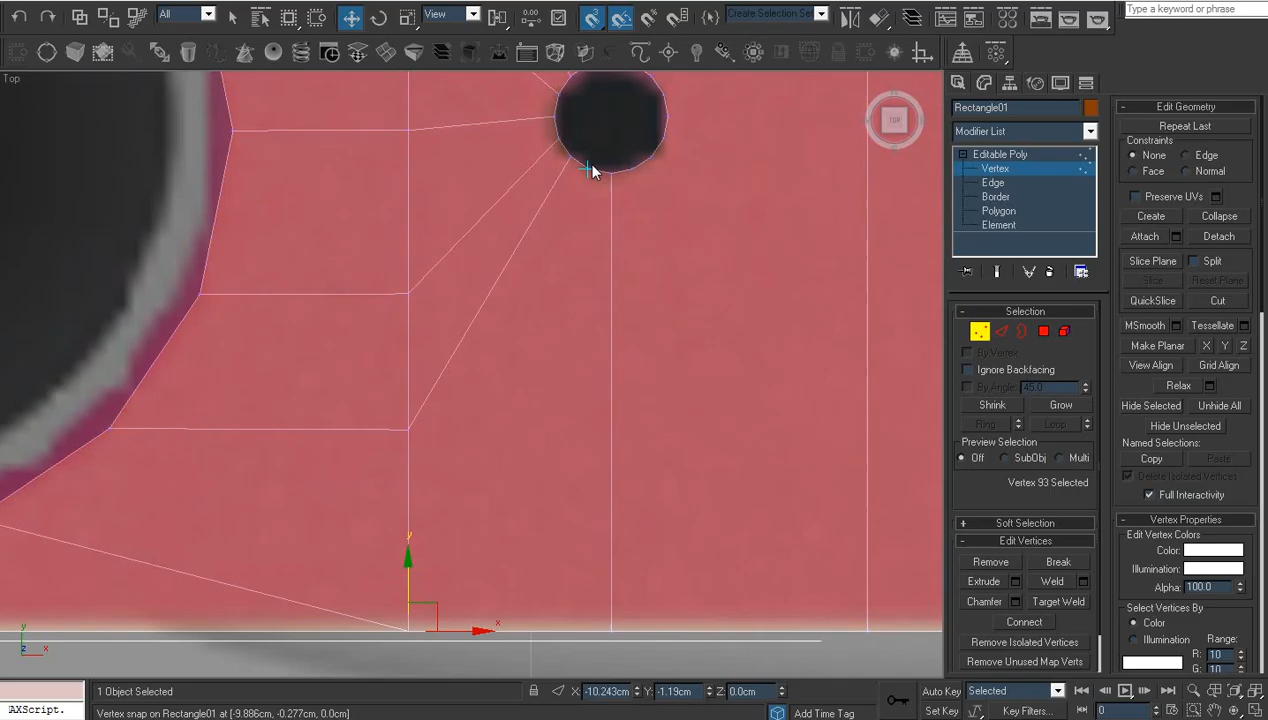 All
View
Create Selection Set
Type a keyword or phrase
Top
TOP
x
y
z
x
y
Rectangle01
Modifier List
Editable Poly
Vertex
Edge
Border
Polygon
Element
Selection
By Vertex
Ignore Backfacing
By Angle:
45.0
Shrink
Grow
Ring
Loop
Preview Selection
Off
SubObj
Multi
Vertex 93 Selected
Soft Selection
Edit Vertices
Remove
Break
Extrude
Weld
Chamfer
Target Weld
Connect
Remove Isolated Vertices
Remove Unused Map Verts
Edit Geometry
Repeat Last
Constraints
None
Edge
Face
Normal
Preserve UVs
Create
Collapse
Attach
Detach
Slice Plane
Split
Slice
Reset Plane
QuickSlice
Cut
MSmooth
Tessellate
Make Planar
X
Y
Z
View Align
Grid Align
Relax
Hide Selected
Unhide All
Hide Unselected
Named Selections:
Copy
Paste
Delete Isolated Vertices
Full Interactivity
Vertex Properties
Edit Vertex Colors
Color:
Illumination:
Alpha:
100.0
Select Vertices By
Color
Illumination
Range:
R:
10
G:
10
AXScript.
1 Object Selected
X:
-10.243cm
Y:
-1.19cm
Z:
0.0cm
Vertex snap on Rectangle01 at [-9.886cm, -0.277cm, 0.0cm]
Add Time Tag
Auto Key
Selected
Set Key
Key Filters...
0